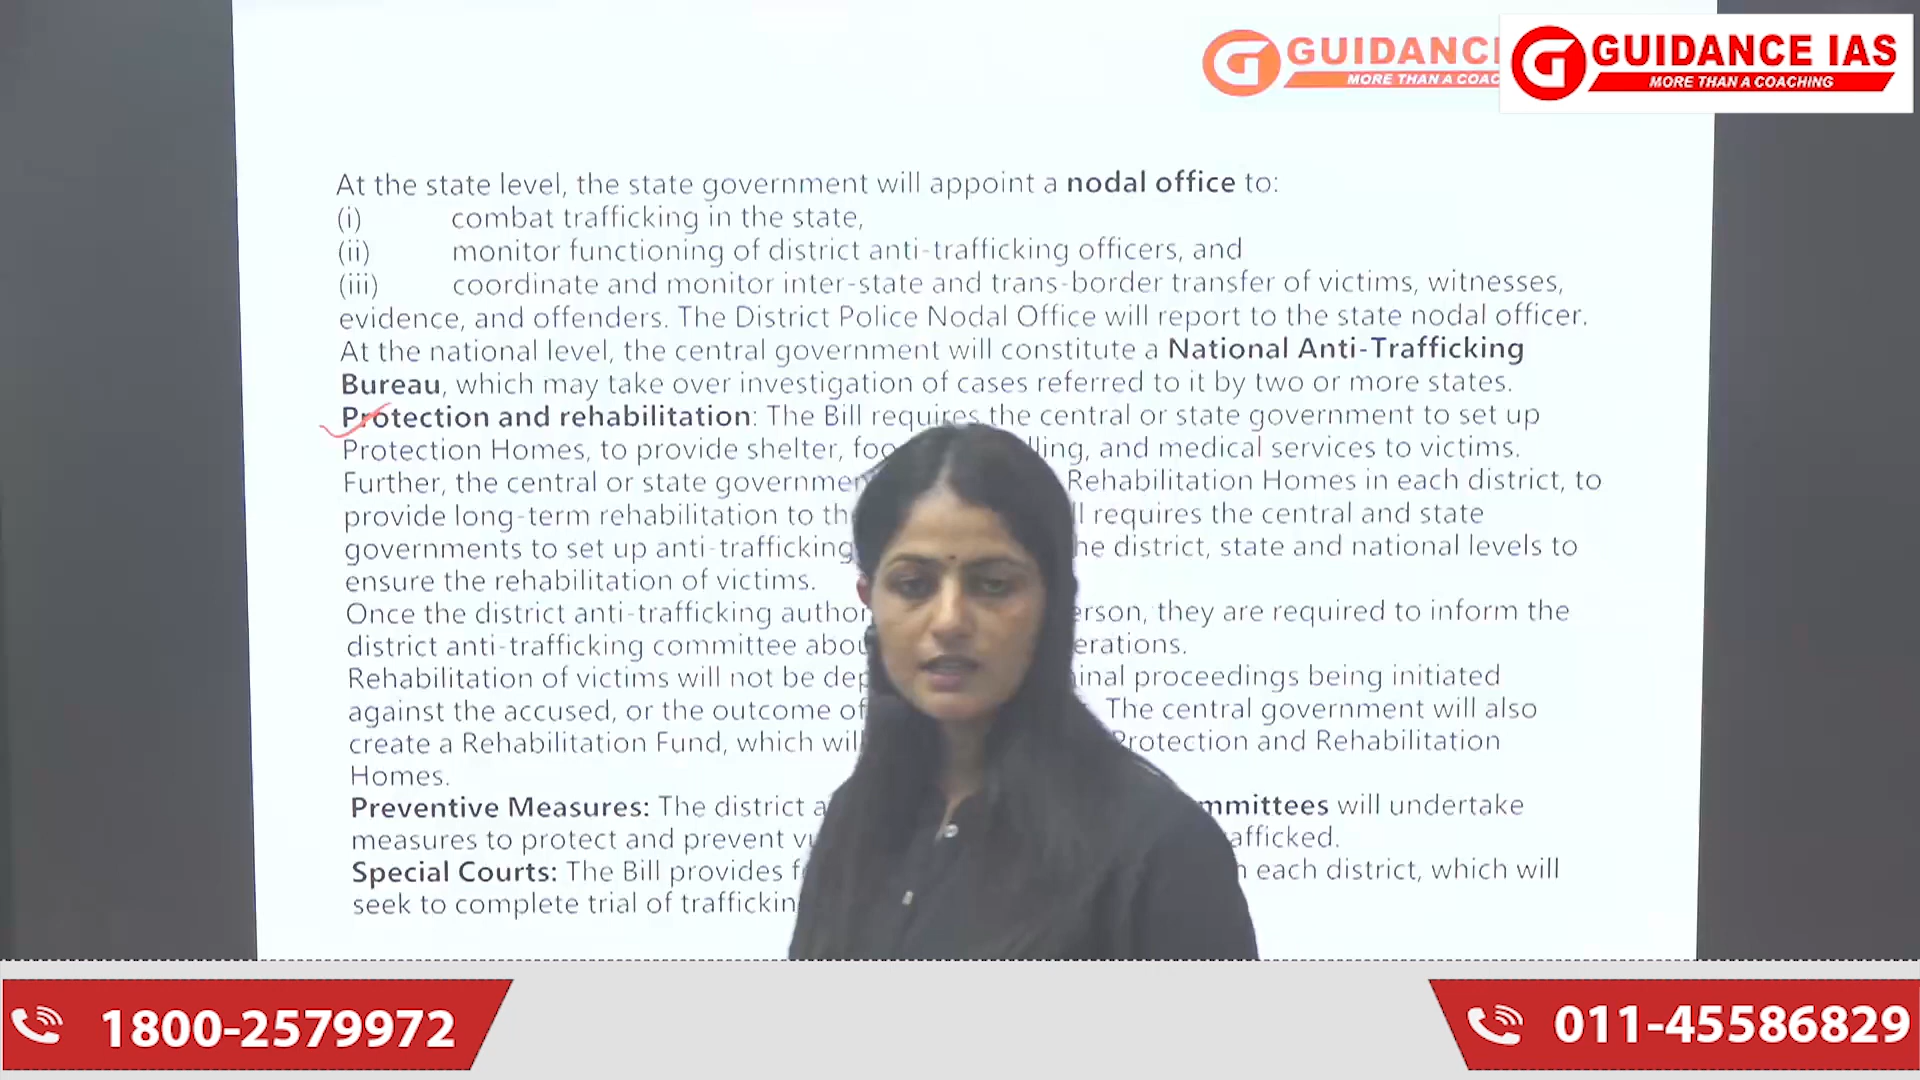 GUIDANC
MORE THAN A COAC
GUIDANCE IAS
MORE THAN A COACHING
At the state level, the state government will appoint a nodal office to:
(i) combat trafficking in the state,
(ii) monitor functioning of district anti-trafficking officers, and
(iii) coordinate and monitor inter-state and trans-border transfer of victims, witnesses,
evidence, and offenders. The District Police Nodal Office will report to the state nodal officer.
At the national level, the central government will constitute a National Anti-Trafficking
Bureau, which may take over investigation of cases referred to it by two or more states.
Protection and rehabilitation: The Bill requires the central or state government to set up
Protection Homes, to provide shelter, foo ling, and medical services to victims.
Further, the central or state governmen Rehabilitation Homes in each district, to
provide long-term rehabilitation to th ll requires the central and state
governments to set up anti-trafficking he district, state and national levels to
ensure the rehabilitation of victims.
Once the district anti-trafficking author erson, they are required to inform the
district anti-trafficking committee abou erations.
Rehabilitation of victims will not be dep inal proceedings being initiated
against the accused, or the outcome of The central government will also
create a Rehabilitation Fund, which will Protection and Rehabilitation
Homes.
Preventive Measures: The district a mmittees will undertake
measures to protect and prevent vu afficked.
Special Courts: The Bill provides f n each district, which will
seek to complete trial of traffickin
1800-2579972
011-45586829